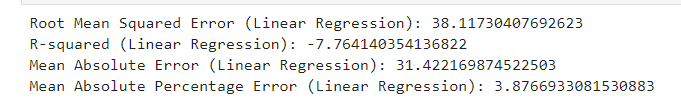 Root Mean Squared Error (Linear Regression): 38.11730407692623
R-squared (Linear Regression): -7.764140354136822
Mean Absolute Error (Linear Regression): 31.422169874522503
Mean Absolute Percentage Error (Linear Regression): 3.8766933081530883